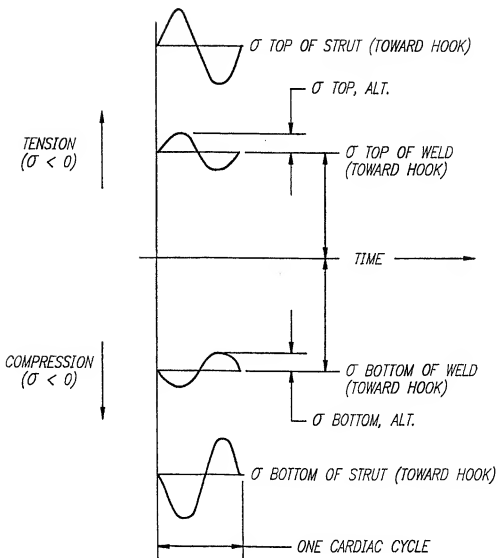 σ TOP OF STRUT (TOWARD HOOK)
σ TOP, ALT.
TENSION
(σ < 0)
σ TOP OF WELD
(TOWARD HOOK)
TIME
COMPRESSION
(σ < 0)
σ BOTTOM OF WELD
(TOWARD HOOK)
σ BOTTOM, ALT.
σ BOTTOM OF STRUT (TOWARD HOOK)
ONE CARDIAC CYCLE